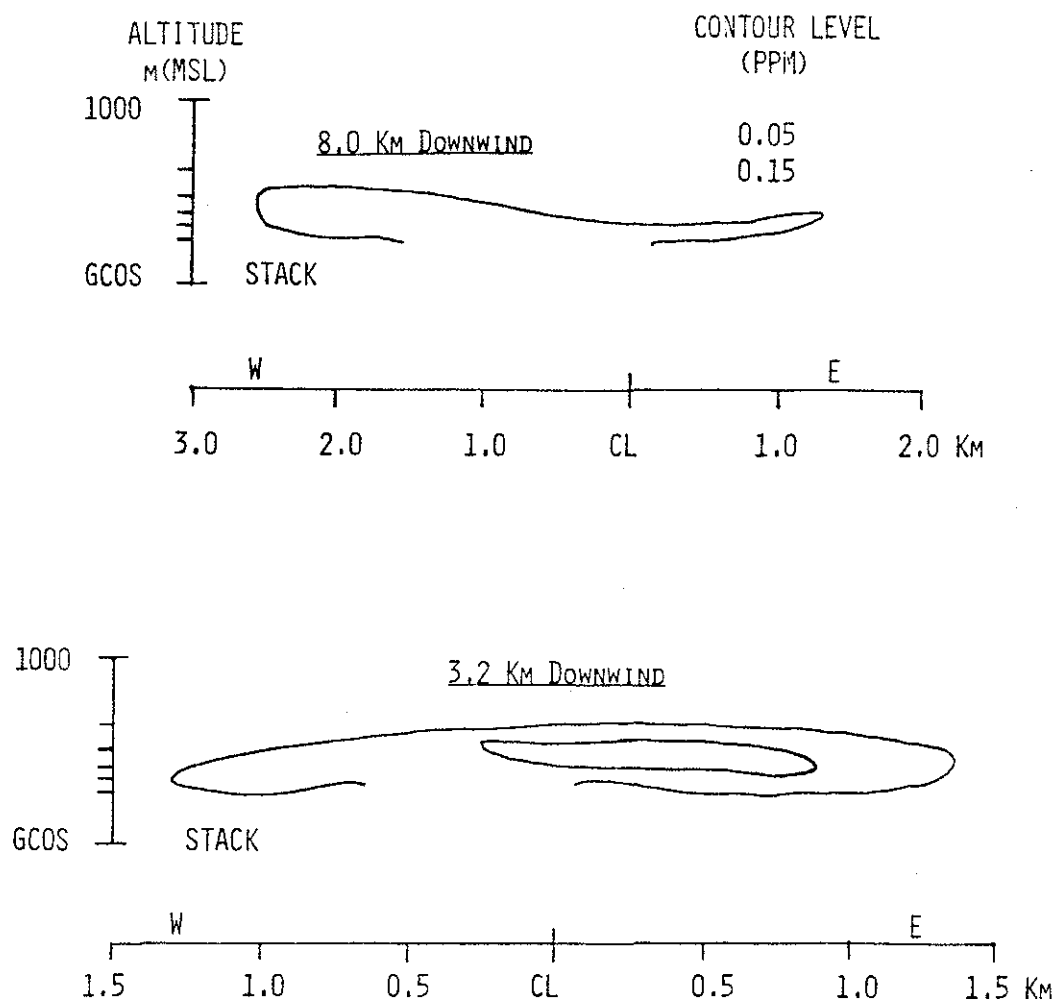 ALTITUDE
M(MSL)
CONTOUR LEVEL
(PPM)
1000
8.0 KM DOWNWIND
0.05
0.15
GCOS STACK
W E
3.0 2.0 1.0 CL 1.0 2.0 KM
1000
3.2 KM DOWNWIND
GCOS STACK
W E
1.5 1.0 0.5 CL 0.5 1.0 1.5 KM